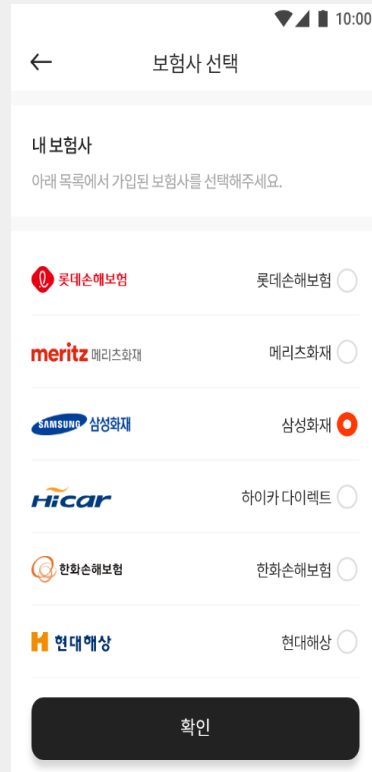 10:00
보험사 선택
내 보험사
아래 목록에서 가입된 보험사를 선택해주세요.
롯데손해보험 롯데손해보험
meritz 메리츠화재 메리츠화재
SAMSUNG 삼성화재 삼성화재
Hicar 하이카 다이렉트
한화손해보험 한화손해보험
현대해상 현대해상
확인